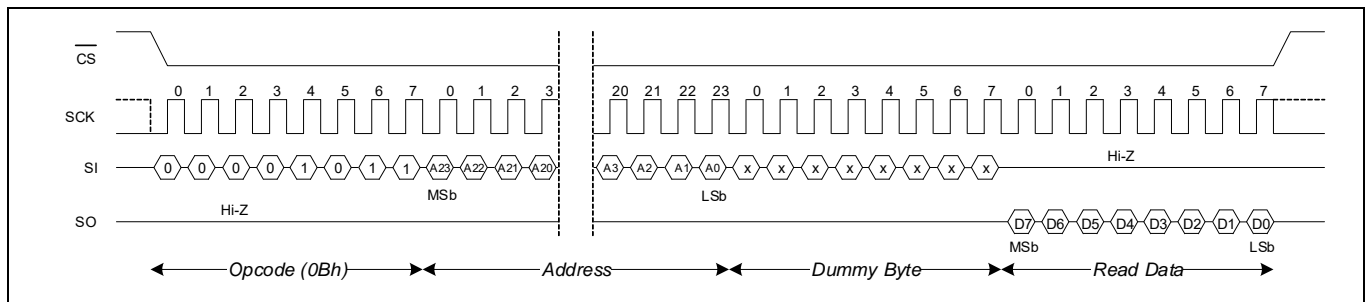 CS
0 1 2 3 4 5 6 7 0 1 2 3 20 21 22 23 0 1 2 3 4 5 6 7 0 1 2 3 4 5 6 7
SCK
Hi-Z
SI 0 0 0 0 1 0 1 1 A23 A22 A21 A20 A3 A2 A1 A0 x x x x x x x x
MSb LSb
Hi-Z
SO D7 D6 D5 D4 D3 D2 D1 D0
MSb LSb
Opcode (0Bh) Address Dummy Byte Read Data